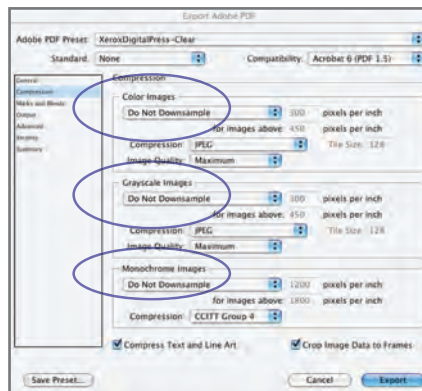 Export Adobe PDF
Adobe PDF Preset: XeroxDigitalPress-Clear
Standard: None Compatibility: Acrobat 6 (PDF 1.5)
General
Compression
Marks and Bleeds
Output
Advanced
Security
Summary
Compression
Color Images
Do Not Downsample 300 pixels per inch
for images above: 450 pixels per inch
Compression: JPEG Tile Size: 128
Image Quality: Maximum
Grayscale Images
Do Not Downsample 300 pixels per inch
for images above: 450 pixels per inch
Compression: JPEG Tile Size: 128
Image Quality: Maximum
Monochrome Images
Do Not Downsample 1200 pixels per inch
for images above: 1800 pixels per inch
Compression: CCITT Group 4
Compress Text and Line Art Crop Image Data to Frames
Save Preset... Cancel Export